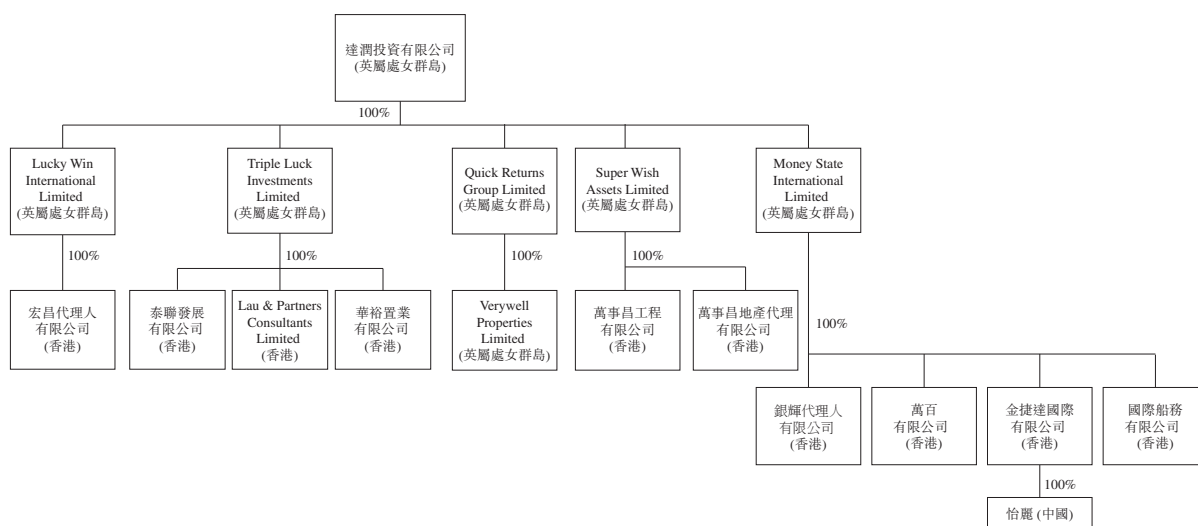 達潤投資有限公司
(英屬處女群島)
100%
Lucky Win
International
Limited
(英屬處女群島)
Triple Luck
Investments
Limited
(英屬處女群島)
Quick Returns
Group Limited
(英屬處女群島)
Super Wish
Assets Limited
(英屬處女群島)
Money State
International
Limited
(英屬處女群島)
100%
100%
100%
100%
宏昌代理人
有限公司
(香港)
泰聯發展
有限公司
(香港)
Lau & Partners
Consultants
Limited
(香港)
華裕置業
有限公司
(香港)
Verywell
Properties
Limited
(英屬處女群島)
萬事昌工程
有限公司
(香港)
萬事昌地產代理
有限公司
(香港)
100%
銀輝代理人
有限公司
(香港)
萬百
有限公司
(香港)
金捷達國際
有限公司
(香港)
國際船務
有限公司
(香港)
100%
怡麗 (中國)